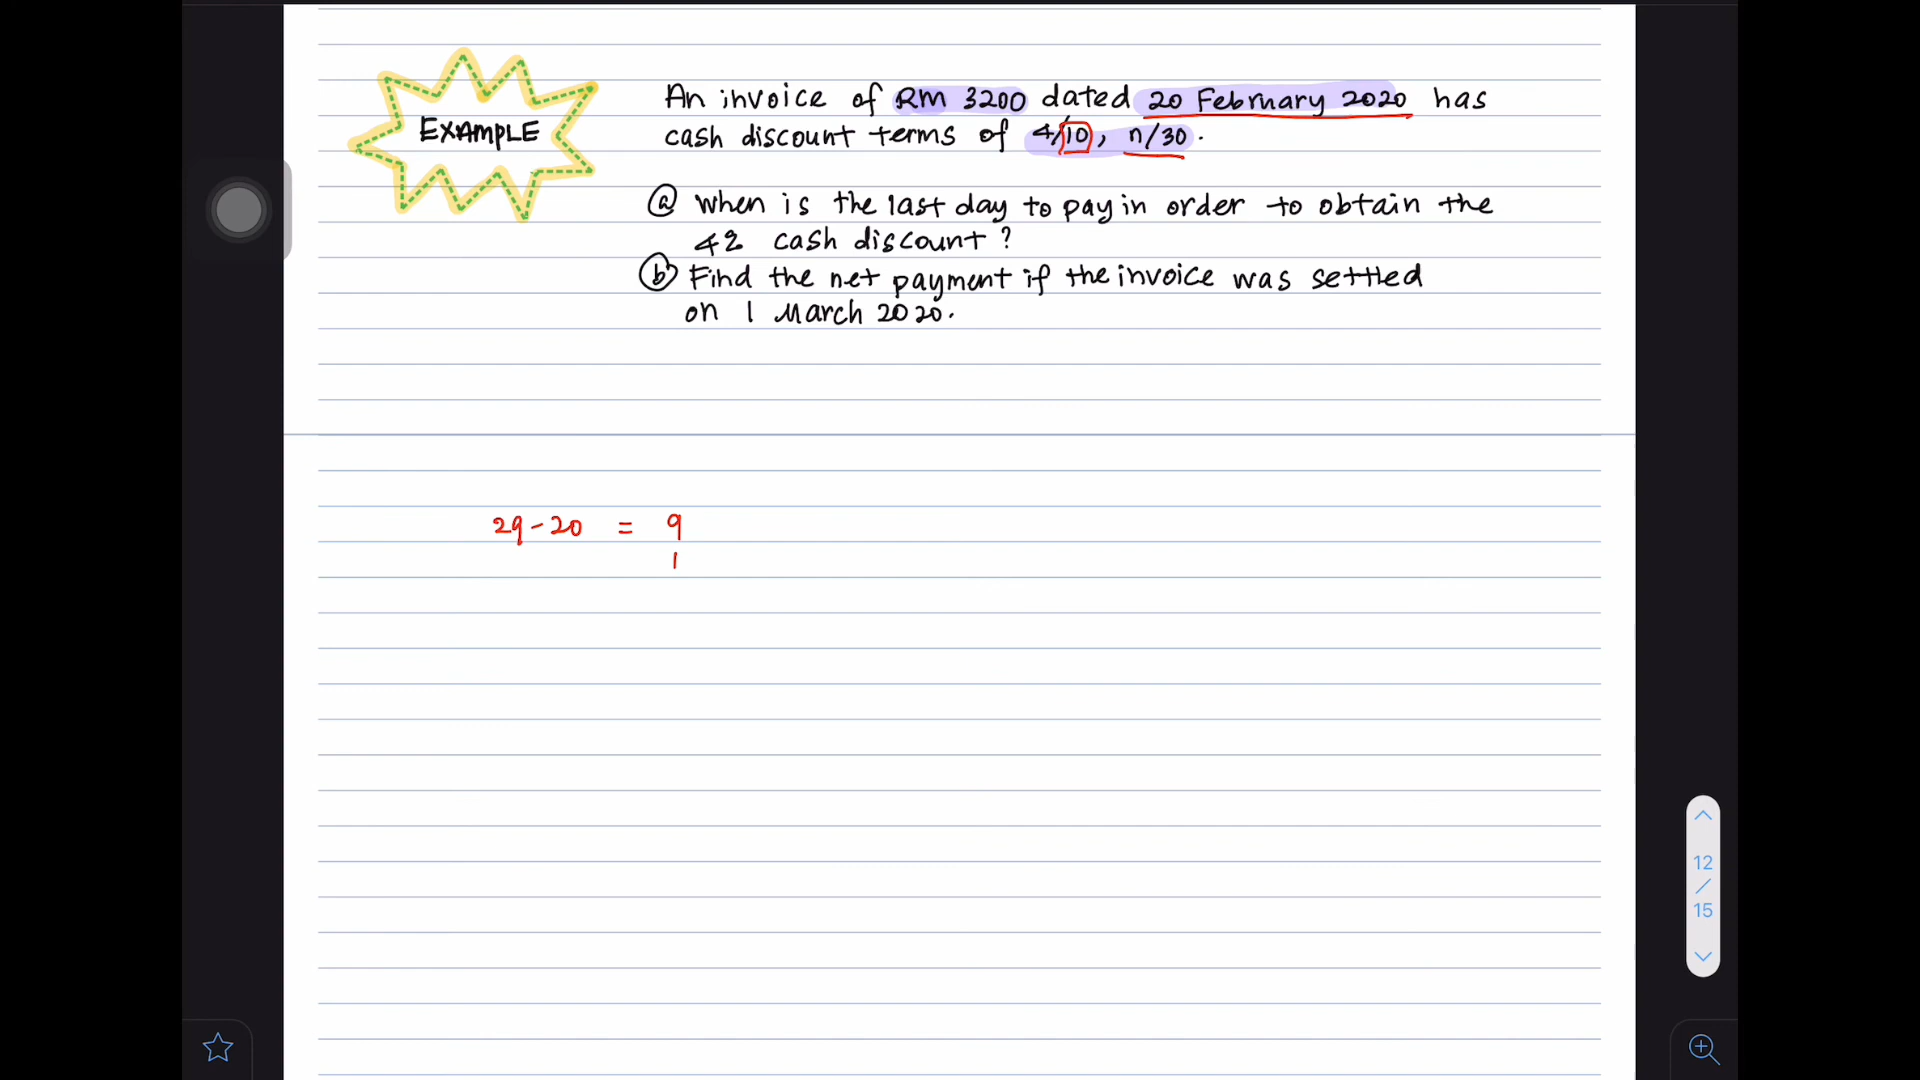 EXAMPLE
An invoice of RM 3200 dated 20 February 2020 has
cash discount terms of 4/10, n/30.
a When is the last day to pay in order to obtain the
4% cash discount?
b Find the net payment if the invoice was settled
on 1 March 2020.
29-20 = 9
1
12
/
15